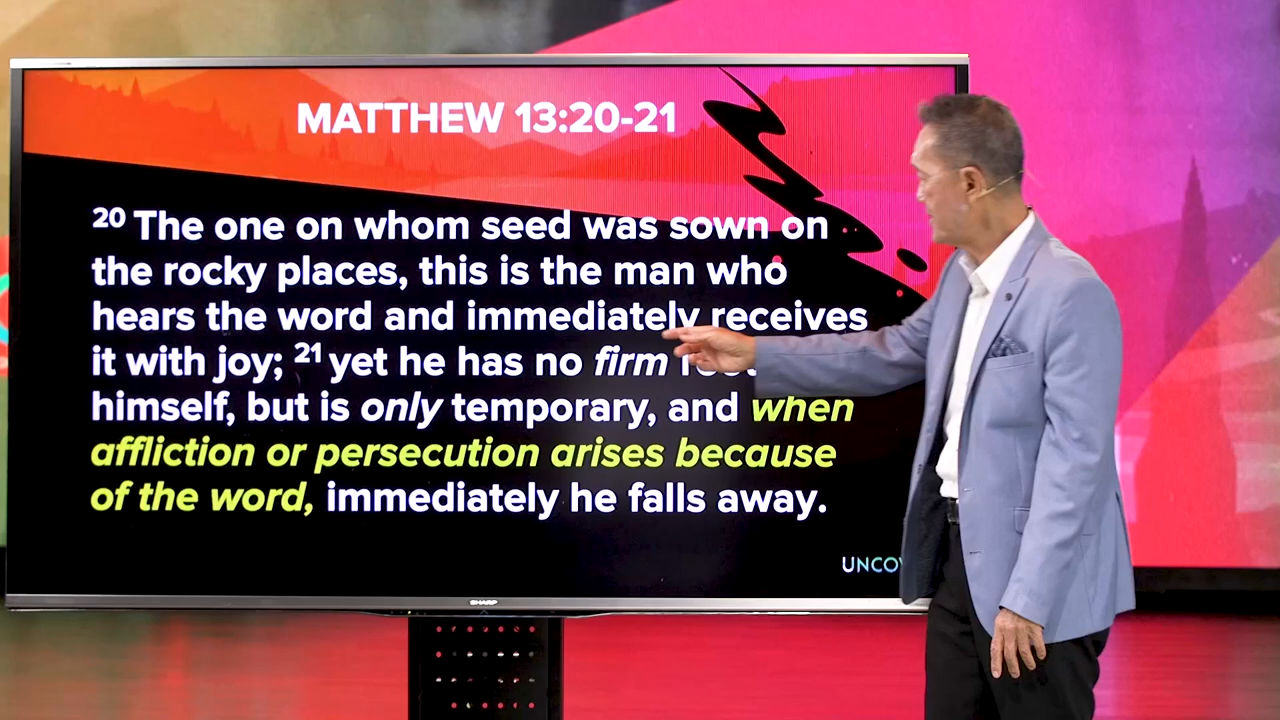 MATTHEW 13:20-21
20 The one on whom seed was sown on
the rocky places, this is the man who
hears the word and immediately receives
it with joy; 21 yet he has no firm
himself, but is only temporary, and when
affliction or persecution arises because
of the word, immediately he falls away.
SHARP